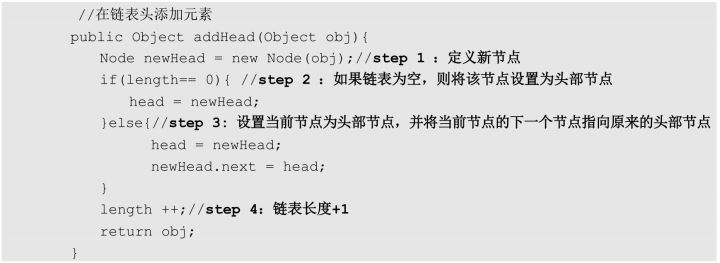 //在链表头添加元素
public Object addHead(Object obj){
Node newHead = new Node(obj);//step 1 : 定义新节点
if(length== 0){ //step 2 : 如果链表为空，则将该节点设置为头部节点
head = newHead;
}else{//step 3: 设置当前节点为头部节点，并将当前节点的下一个节点指向原来的头部节点
head = newHead;
newHead.next = head;
}
length ++;//step 4: 链表长度+1
return obj;
}